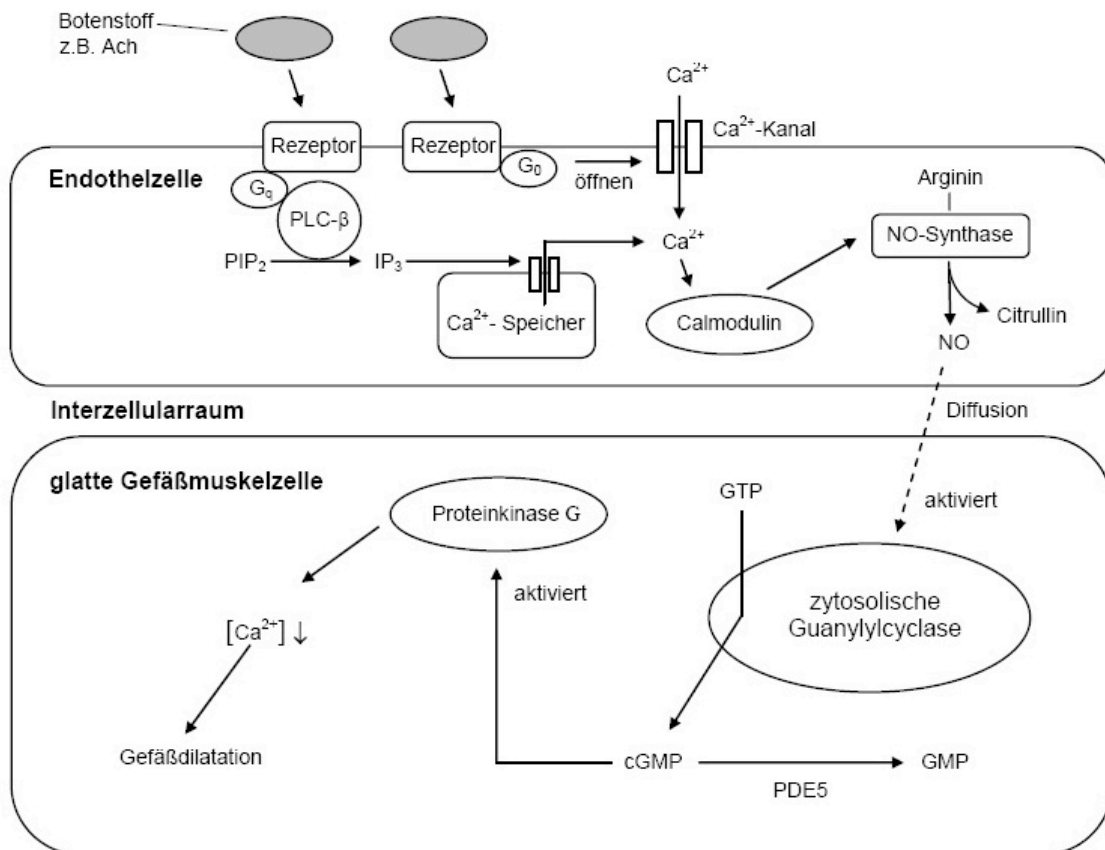 Botenstoff
z.B. Ach
Ca²⁺
Rezeptor
Rezeptor
Ca²⁺-Kanal
Endothelzelle
Gq
G0
öffnen
Arginin
PLC-β
NO-Synthase
PIP₂
IP₃
Ca²⁺
Ca²⁺- Speicher
Calmodulin
Citrullin
NO
Interzellularraum
Diffusion
glatte Gefäßmuskelzelle
Proteinkinase G
GTP
aktiviert
aktiviert
zytosolische
Guanylylcyclase
[Ca²⁺] ↓
Gefäßdilatation
cGMP
GMP
PDE5